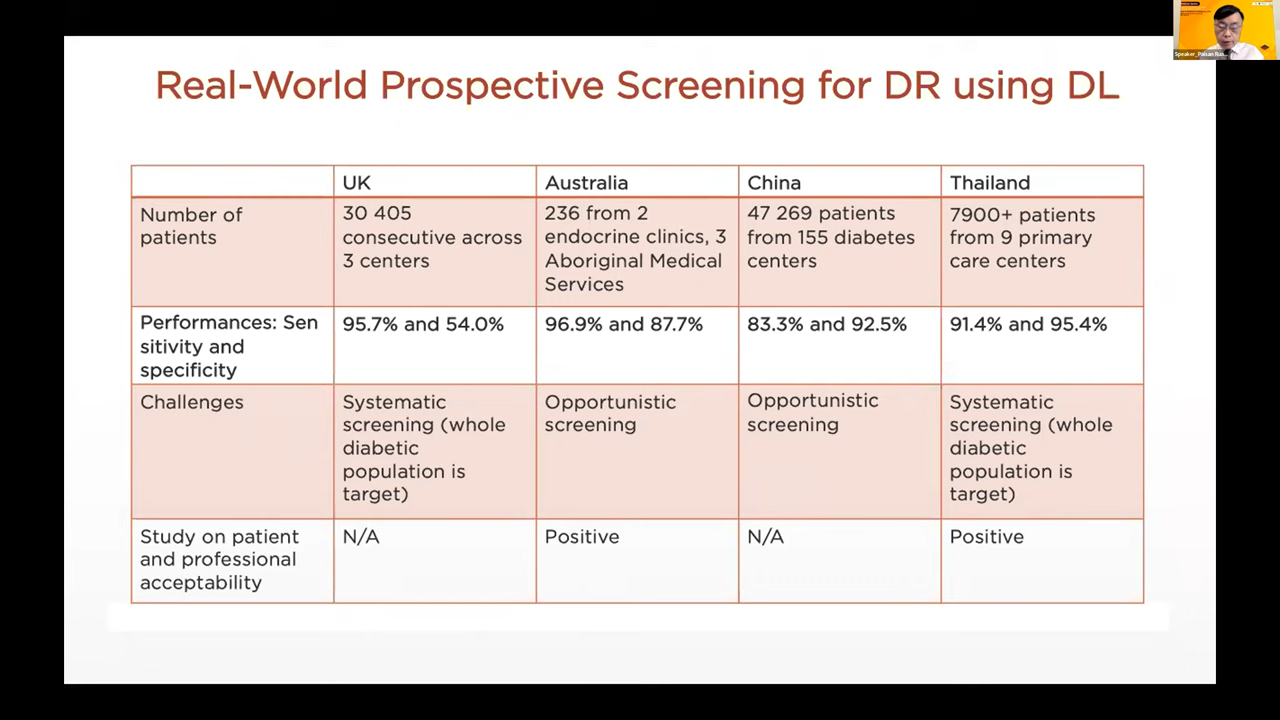 Real-World Prospective Screening for DR using DL
UK
Australia
China
Thailand
Number of
patients
30 405
consecutive across
3 centers
236 from 2
endocrine clinics, 3
Aboriginal Medical
Services
47 269 patients
from 155 diabetes
centers
7900+ patients
from 9 primary
care centers
Performances: Sen
sitivity and
specificity
95.7% and 54.0%
96.9% and 87.7%
83.3% and 92.5%
91.4% and 95.4%
Challenges
Systematic
screening (whole
diabetic
population is
target)
Opportunistic
screening
Opportunistic
screening
Systematic
screening (whole
diabetic
population is
target)
Study on patient
and professional
acceptability
N/A
Positive
N/A
Positive